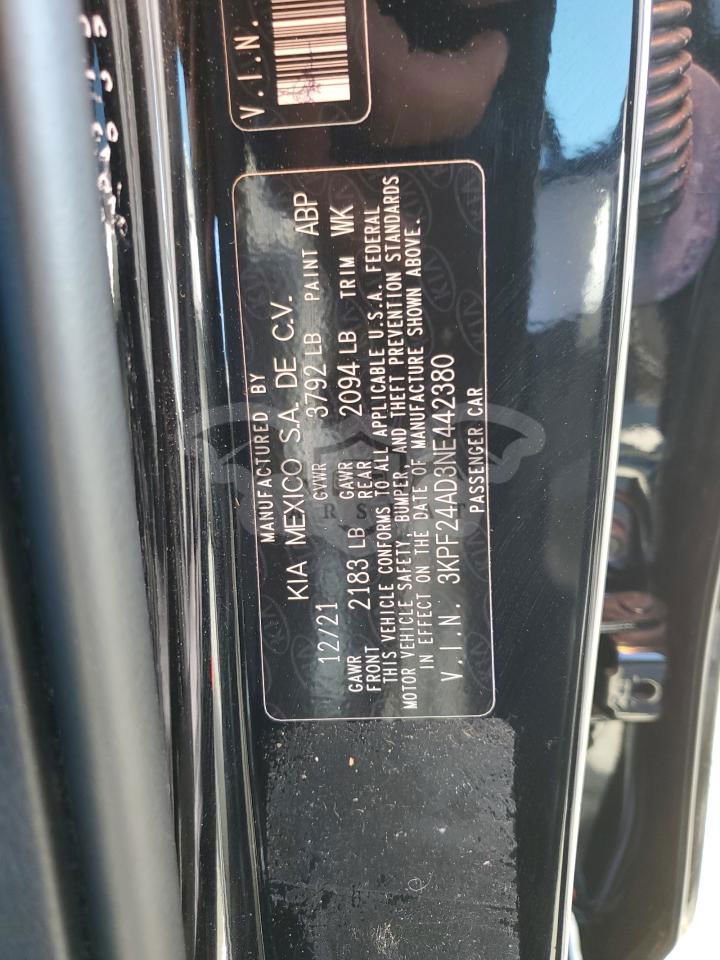 V.I.N.
MANUFACTURED BY
KIA MEXICO S.A. DE C.V.
12/21 GVWR 3792 LB PAINT ABP
GAWR FRONT 2183 LB GAWR REAR 2094 LB TRIM WK
THIS VEHICLE CONFORMS TO ALL APPLICABLE U.S.A. FEDERAL
MOTOR VEHICLE SAFETY, BUMPER, AND THEFT PREVENTION STANDARDS
IN EFFECT ON THE DATE OF MANUFACTURE SHOWN ABOVE.
V.I.N. 3KPF24AD3NE442380
PASSENGER CAR